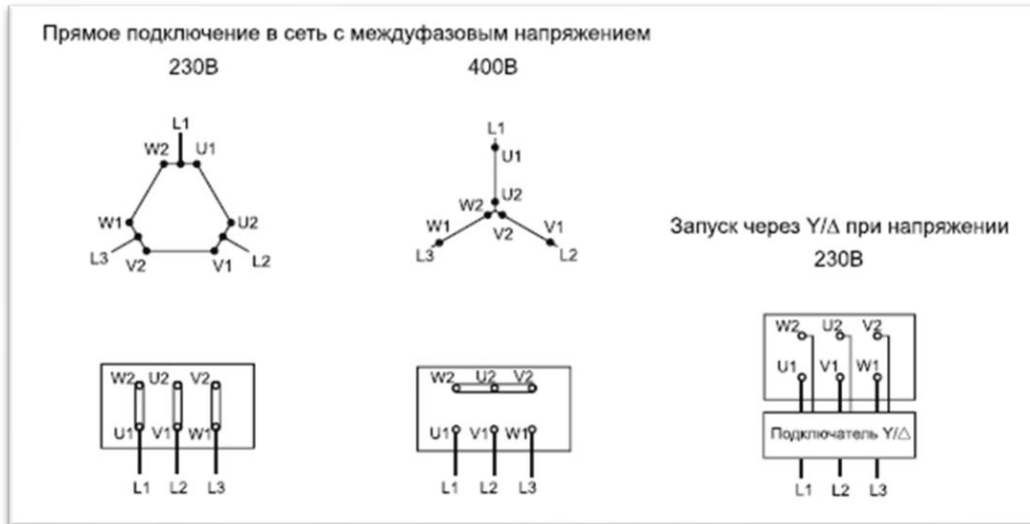 Прямое подключение в сеть с междуфазовым напряжением
230В 400В
L1
W2 U1
W1 U2
L3 V2 V1 L2
L1
U1
U2
W2
W1 V1
V2
L3 L2
Запуск через Y/Δ при напряжении
230В
W2 U2 V2
U1 V1 W1
L1 L2 L3
W2 U2 V2
U1 V1 W1
L1 L2 L3
W2 U2 V2
U1 V1 W1
Подключатель Y/Δ
L1 L2 L3